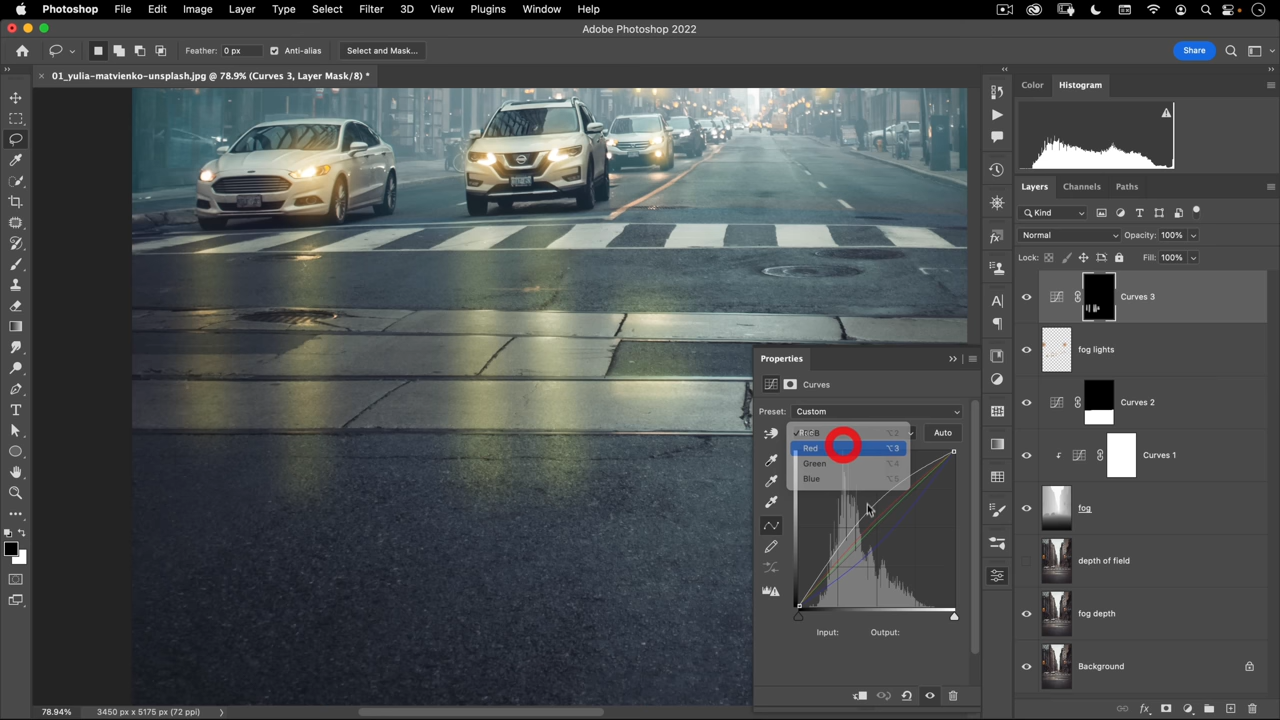 Photoshop File Edit Image Layer Type Select Filter 3D View Plugins Window Help
Adobe Photoshop 2022
Feather: 0 px Anti-alias Select and Mask... Share
01_yulia-matvienko-unsplash.jpg @ 78.9% (Curves 3, Layer Mask/8) *
Color Histogram
Layers Channels Paths
Kind
Normal Opacity: 100%
Lock: Fill: 100%
Curves 3
fog lights
Curves 2
Curves 1
fog
depth of field
fog depth
Background
Properties
Curves
Preset: Custom
RGB ⌥2 Auto
Red ⌥3
Green ⌥4
Blue ⌥5
Input: Output:
78.94% 3450 px x 5175 px (72 ppi)